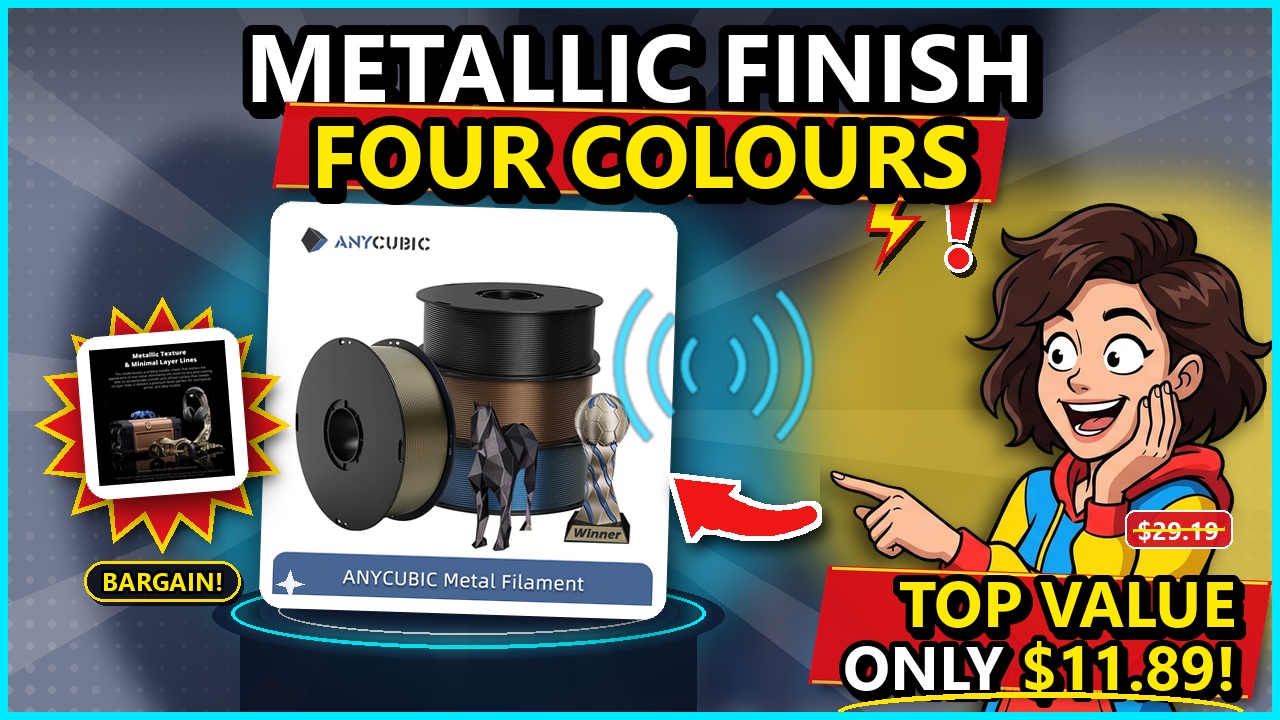 METALLIC FINISH
FOUR COLOURS
ANYCUBIC
Metallic Texture
& Minimal Layer Lines
Winner
ANYCUBIC Metal Filament
BARGAIN!
$29.19
TOP VALUE
ONLY $11.89!